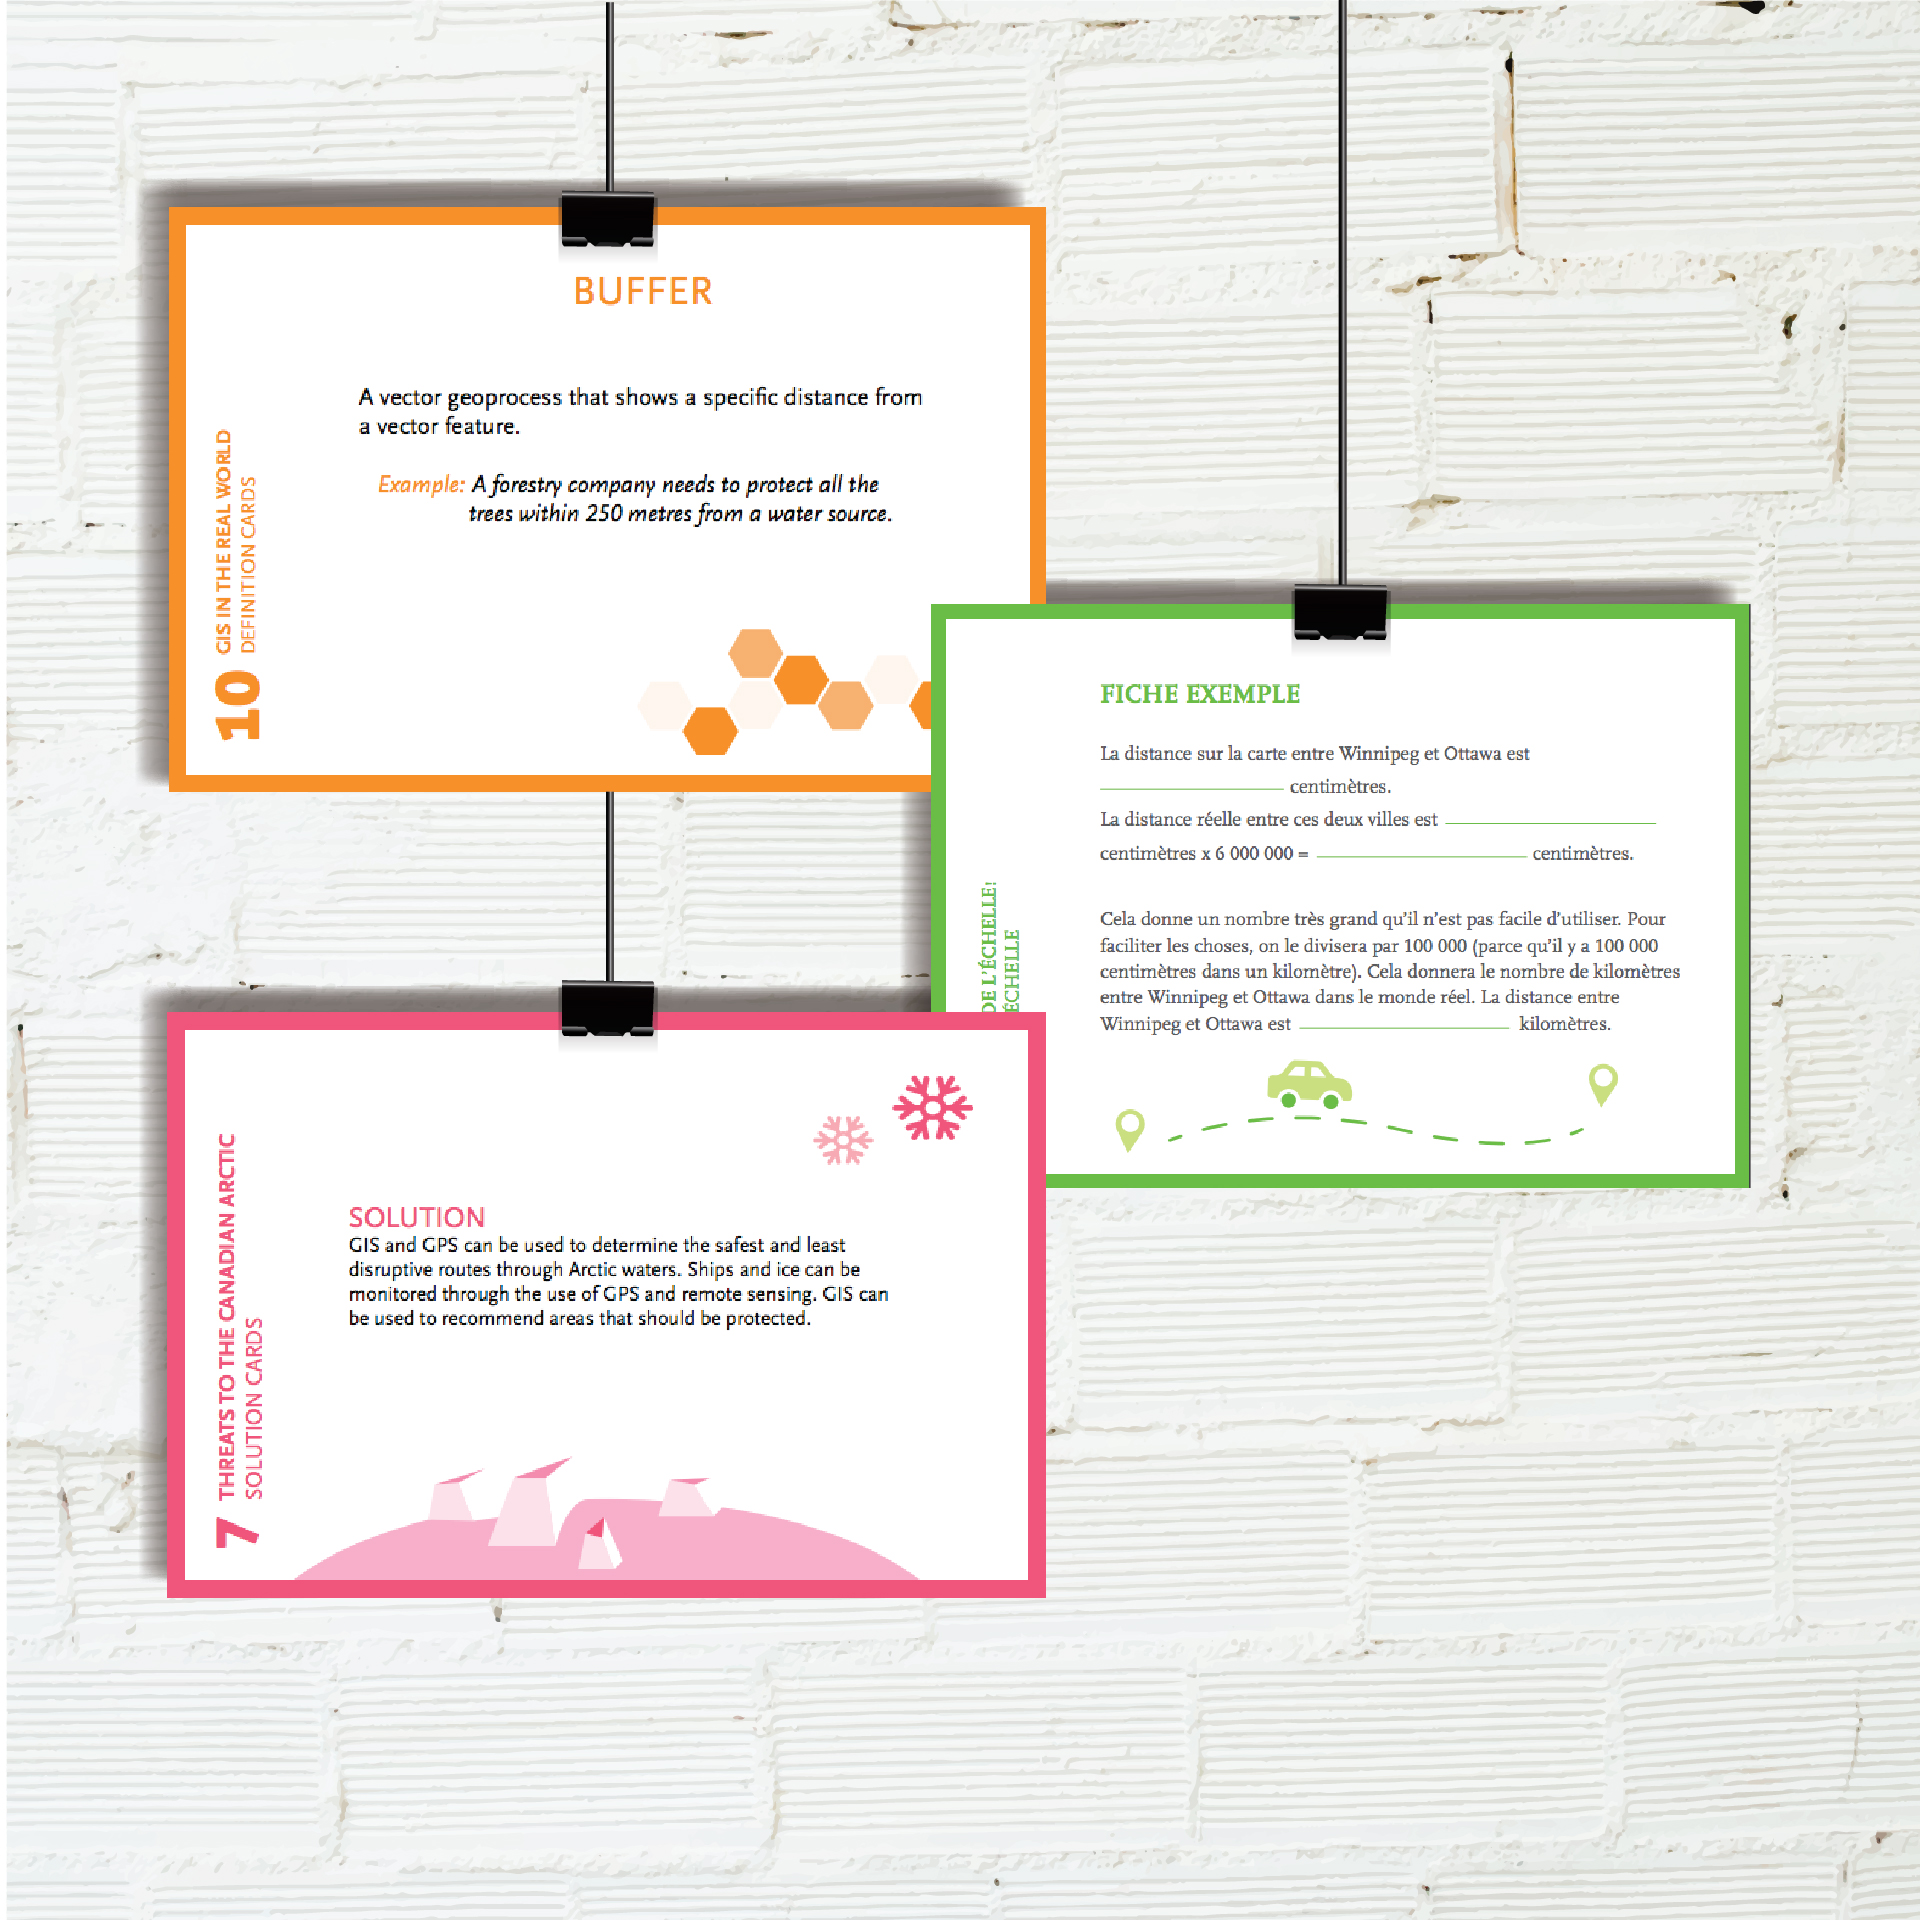 BUFFER
A vector geoprocess that shows a specific distance from
a vector feature.
Example: A forestry company needs to protect all the
trees within 250 metres from a water source.
10 GIS IN THE REAL WORLD
DEFINITION CARDS
FICHE EXEMPLE
La distance sur la carte entre Winnipeg et Ottawa est
centimètres.
La distance réelle entre ces deux villes est
centimètres x 6 000 000 = centimètres.
Cela donne un nombre très grand qu'il n'est pas facile d'utiliser. Pour
faciliter les choses, on le divisera par 100 000 (parce qu'il y a 100 000
centimètres dans un kilomètre). Cela donnera le nombre de kilomètres
entre Winnipeg et Ottawa dans le monde réel. La distance entre
Winnipeg et Ottawa est kilomètres.
DE L'ÉCHELLE!
ÉCHELLE
SOLUTION
GIS and GPS can be used to determine the safest and least
disruptive routes through Arctic waters. Ships and ice can be
monitored through the use of GPS and remote sensing. GIS can
be used to recommend areas that should be protected.
7 THREATS TO THE CANADIAN ARCTIC
SOLUTION CARDS